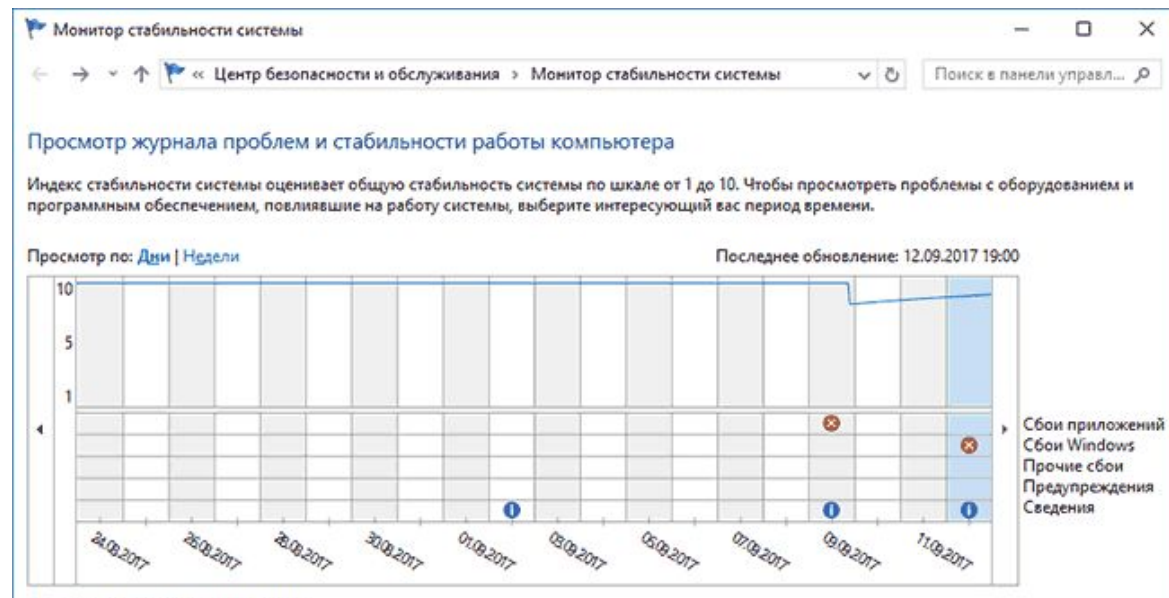 Монитор стабильности системы
« Центр безопасности и обслуживания › Монитор стабильности системы
Поиск в панели управл...
Просмотр журнала проблем и стабильности работы компьютера
Индекс стабильности системы оценивает общую стабильность системы по шкале от 1 до 10. Чтобы просмотреть проблемы с оборудованием и
программным обеспечением, повлиявшие на работу системы, выберите интересующий вас период времени.
Просмотр по: Дни | Недели
Последнее обновление: 12.09.2017 19:00
10
5
1
Сбои приложений
Сбои Windows
Прочие сбои
Предупреждения
Сведения
24.08.2017
26.08.2017
28.08.2017
30.08.2017
01.09.2017
03.09.2017
05.09.2017
07.09.2017
09.09.2017
11.09.2017